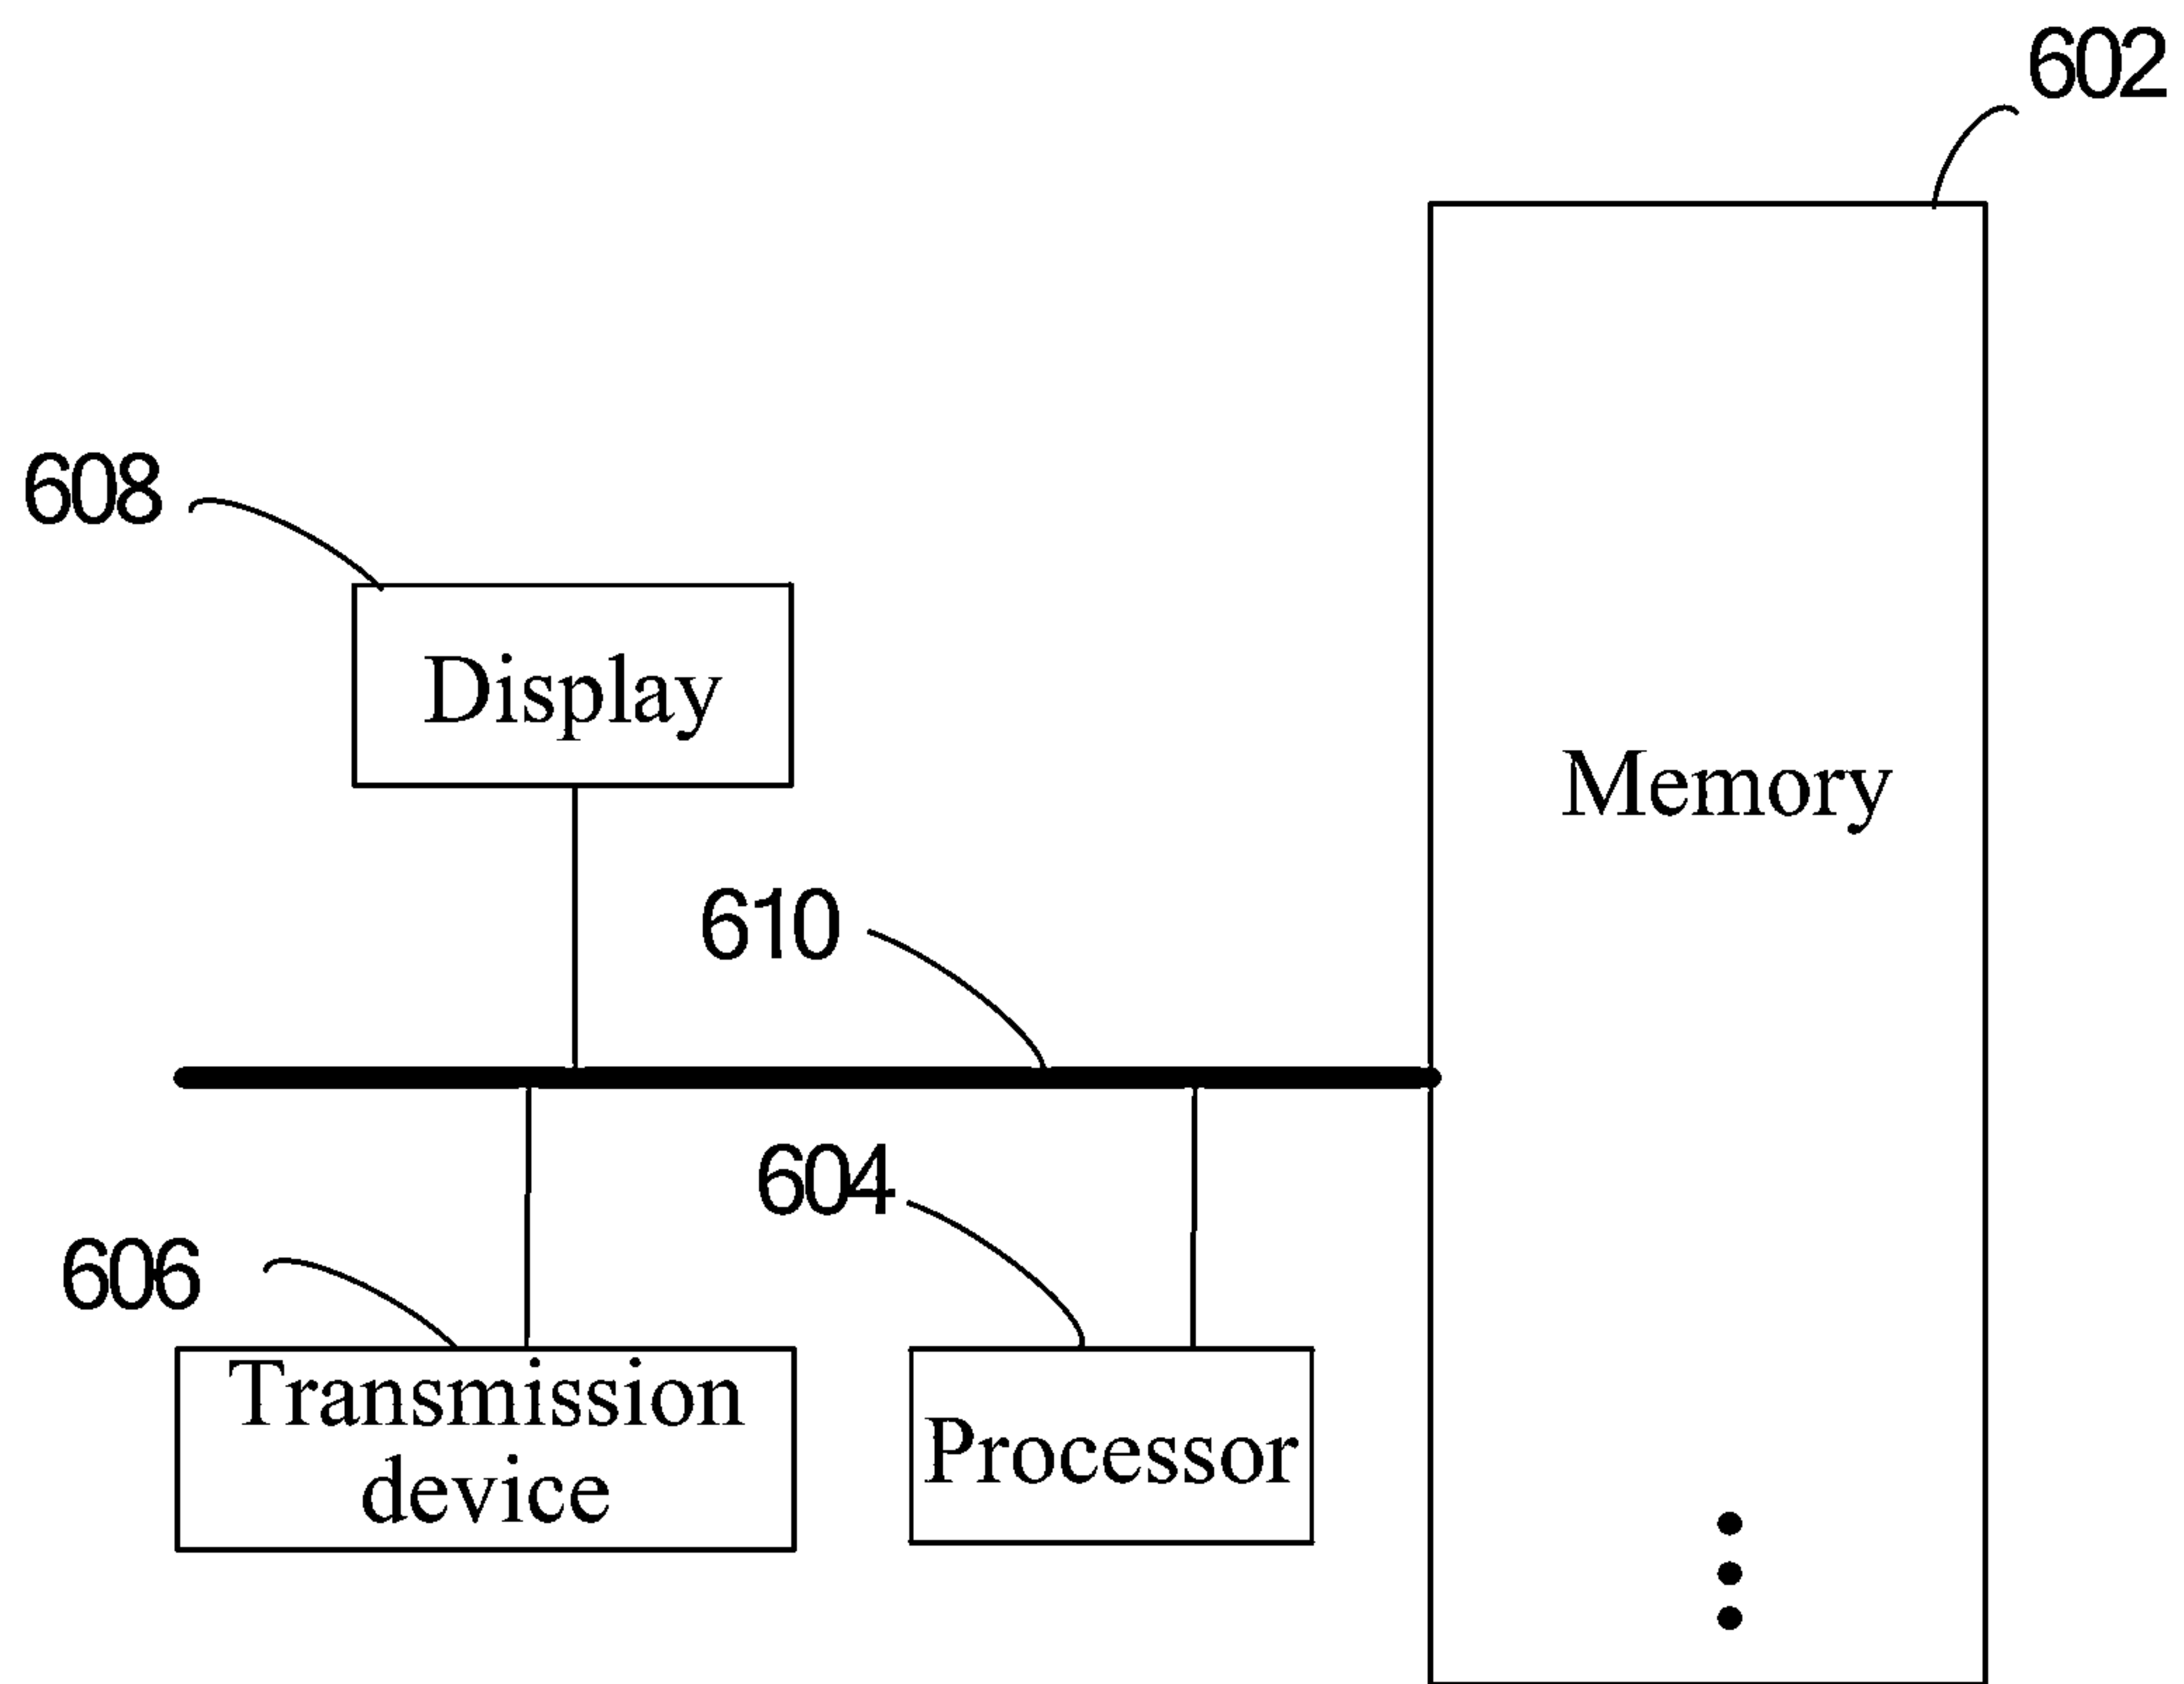 602
608
Display
Memory
610
604
606
Transmission
device
Processor